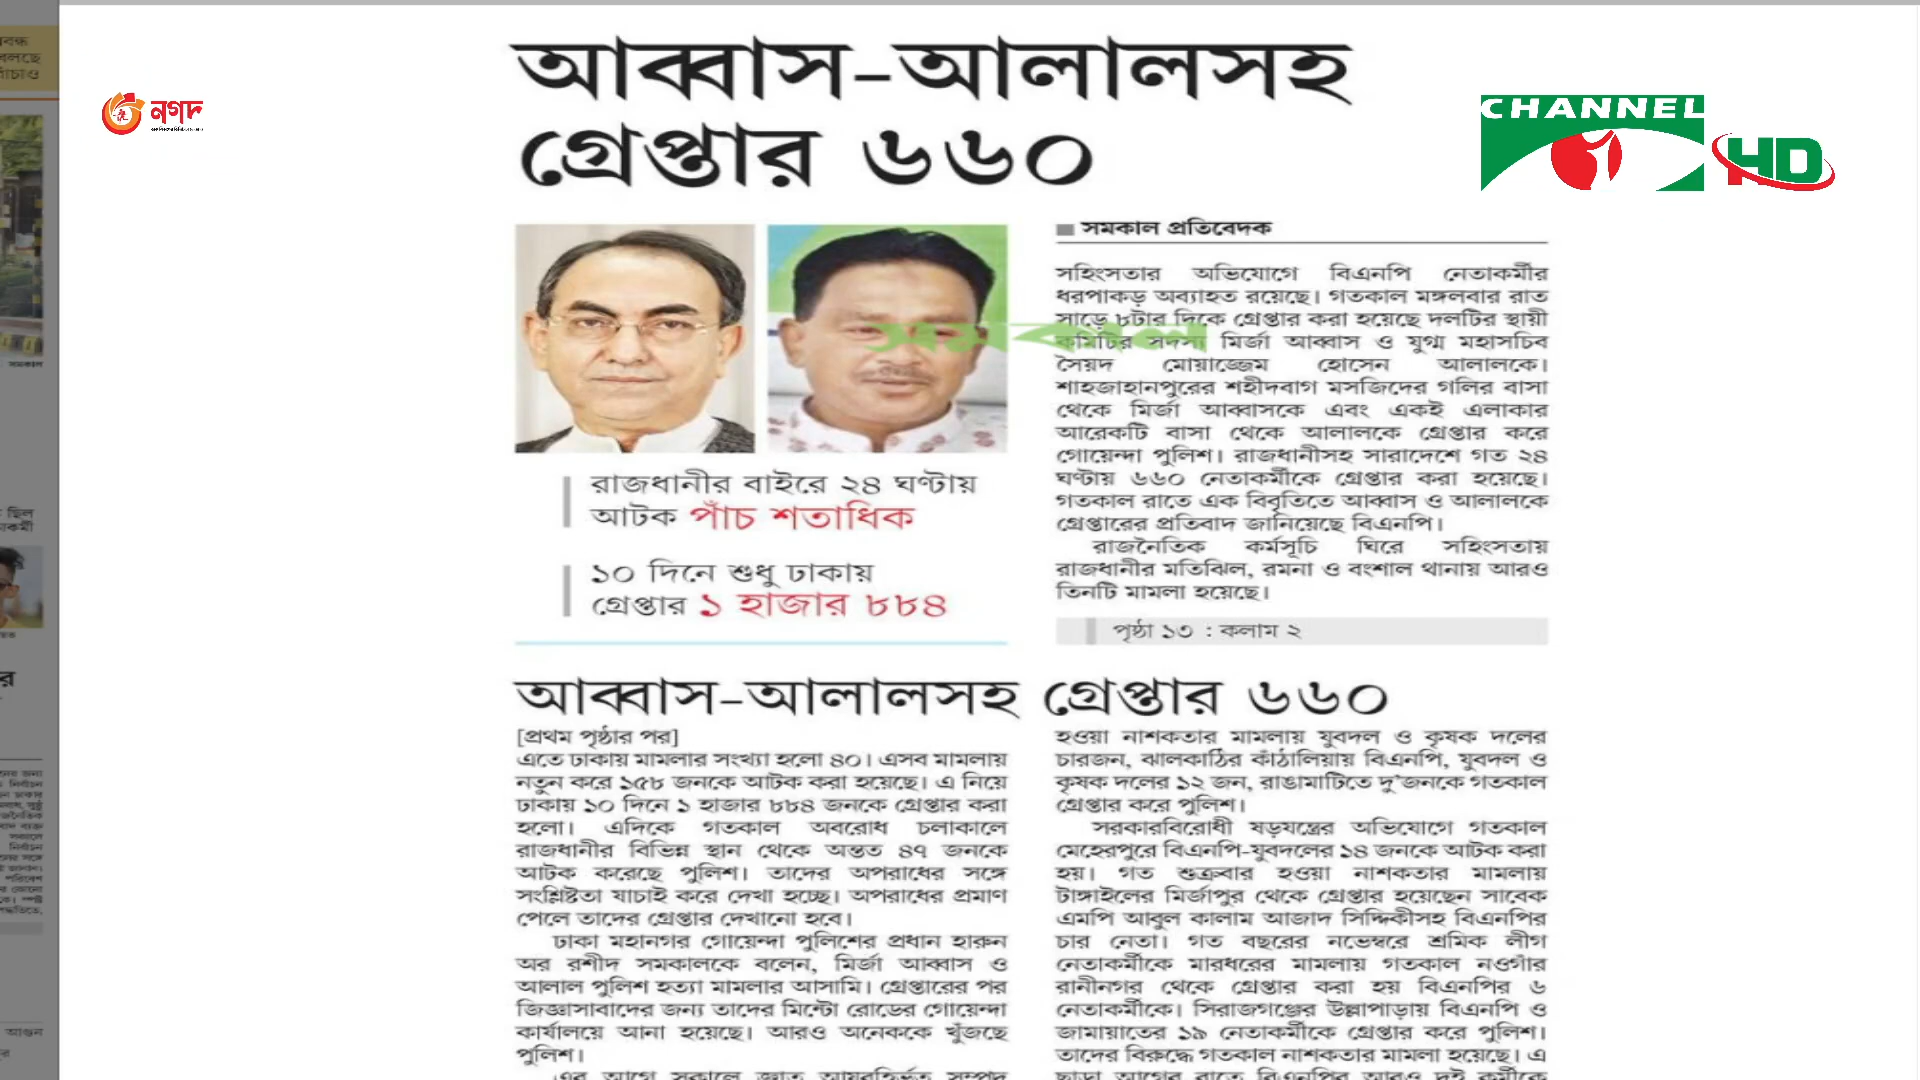 নগদ
CHANNEL
HD
আব্বাস-আলালসহ
গ্রেপ্তার ৬৬০
রাজধানীর বাইরে ২৪ ঘণ্টায়
আটক পাঁচ শতাধিক
১০ দিনে শুধু ঢাকায়
গ্রেপ্তার ১ হাজার ৮৮৪
সমকাল
সমকাল প্রতিবেদক
সহিংসতার অভিযোগে বিএনপি নেতাকর্মীর
ধরপাকড় অব্যাহত রয়েছে। গতকাল মঙ্গলবার রাত
সাড়ে ৮টার দিকে গ্রেপ্তার করা হয়েছে দলটির স্থায়ী
কমিটির সদস্য মির্জা আব্বাস ও যুগ্ম মহাসচিব
সৈয়দ মোয়াজ্জেম হোসেন আলালকে।
শাহজাহানপুরের শহীদবাগ মসজিদের গলির বাসা
থেকে মির্জা আব্বাসকে এবং একই এলাকার
আরেকটি বাসা থেকে আলালকে গ্রেপ্তার করে
গোয়েন্দা পুলিশ। রাজধানীসহ সারাদেশে গত ২৪
ঘণ্টায় ৬৬০ নেতাকর্মীকে গ্রেপ্তার করা হয়েছে।
গতকাল রাতে এক বিবৃতিতে আব্বাস ও আলালকে
গ্রেপ্তারের প্রতিবাদ জানিয়েছে বিএনপি।
রাজনৈতিক কর্মসূচি ঘিরে সহিংসতায়
রাজধানীর মতিঝিল, রমনা ও বংশাল থানায় আরও
তিনটি মামলা হয়েছে।
পৃষ্ঠা ১৩ : কলাম ২
আব্বাস-আলালসহ গ্রেপ্তার ৬৬০
[প্রথম পৃষ্ঠার পর]
এতে ঢাকায় মামলার সংখ্যা হলো ৪০। এসব মামলায়
নতুন করে ১৫৮ জনকে আটক করা হয়েছে। এ নিয়ে
ঢাকায় ১০ দিনে ১ হাজার ৮৮৪ জনকে গ্রেপ্তার করা
হলো। এদিকে গতকাল অবরোধ চলাকালে
রাজধানীর বিভিন্ন স্থান থেকে অন্তত ৪৭ জনকে
আটক করেছে পুলিশ। তাদের অপরাধের সঙ্গে
সংশ্লিষ্টতা যাচাই করে দেখা হচ্ছে। অপরাধের প্রমাণ
পেলে তাদের গ্রেপ্তার দেখানো হবে।
ঢাকা মহানগর গোয়েন্দা পুলিশের প্রধান হারুন
অর রশীদ সমকালকে বলেন, মির্জা আব্বাস ও
আলাল পুলিশ হত্যা মামলার আসামি। গ্রেপ্তারের পর
জিজ্ঞাসাবাদের জন্য তাদের মিন্টো রোডের গোয়েন্দা
কার্যালয়ে আনা হয়েছে। আরও অনেককে খুঁজছে
পুলিশ।
হওয়া নাশকতার মামলায় যুবদল ও কৃষক দলের
চারজন, ঝালকাঠির কাঁঠালিয়ায় বিএনপি, যুবদল ও
কৃষক দলের ১২ জন, রাঙামাটিতে দু'জনকে গতকাল
গ্রেপ্তার করে পুলিশ।
সরকারবিরোধী ষড়যন্ত্রের অভিযোগে গতকাল
মেহেরপুরে বিএনপি-যুবদলের ১৪ জনকে আটক করা
হয়। গত শুক্রবার হওয়া নাশকতার মামলায়
টাঙ্গাইলের মির্জাপুর থেকে গ্রেপ্তার হয়েছেন সাবেক
এমপি আবুল কালাম আজাদ সিদ্দিকীসহ বিএনপির
চার নেতা। গত বছরের নভেম্বরে শ্রমিক লীগ
নেতাকর্মীকে মারধরের মামলায় গতকাল নওগাঁর
রানীনগর থেকে গ্রেপ্তার করা হয় বিএনপির ৬
নেতাকর্মীকে। সিরাজগঞ্জের উল্লাপাড়ায় বিএনপি ও
জামায়াতের ১৯ নেতাকর্মীকে গ্রেপ্তার করে পুলিশ।
তাদের বিরুদ্ধে গতকাল নাশকতার মামলা হয়েছে। এ